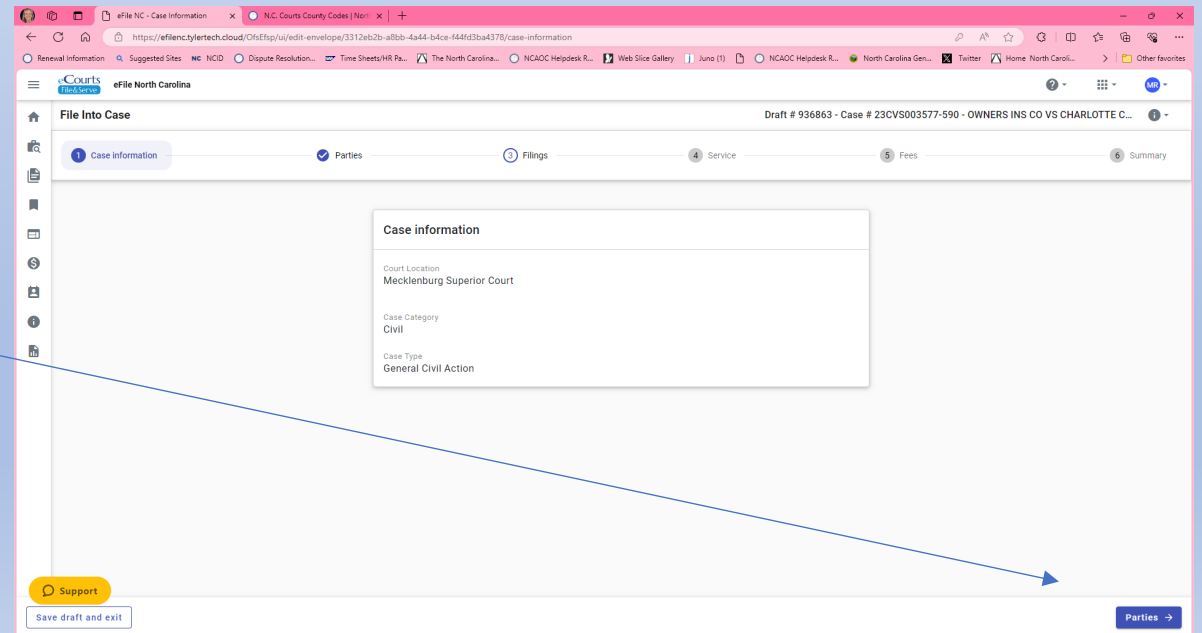 eFile NC - Case Information
N.C. Courts County Codes | Nort
https://efilenc.tylertech.cloud/OfsEfsp/ui/edit-envelope/3312eb2b-a8bb-4a44-b4ce-f44fd3ba4378/case-information
Renewal Information Suggested Sites NC NCID Dispute Resolution... Time Sheets/HR Pa... The North Carolina... NCAOC Helpdesk R... Web Slice Gallery Juno (1) NCAOC Helpdesk R... North Carolina Gen... Twitter Home North Caroli... Other favorites
eCourts
File&Serve
eFile North Carolina
MR
File Into Case
Draft # 936863 - Case # 23CVS003577-590 - OWNERS INS CO VS CHARLOTTE C...
1 Case information Parties 3 Filings 4 Service 5 Fees 6 Summary
Case information
Court Location
Mecklenburg Superior Court
Case Category
Civil
Case Type
General Civil Action
Support
Save draft and exit
Parties →